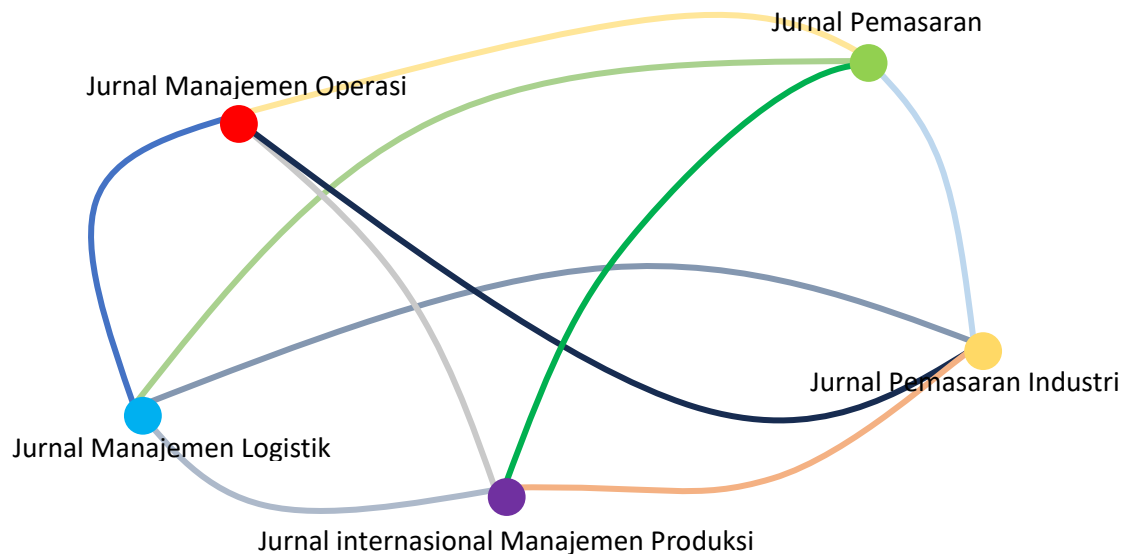 Jurnal Pemasaran
Jurnal Manajemen Operasi
Jurnal Pemasaran Industri
Jurnal Manajemen Logistik
Jurnal internasional Manajemen Produksi